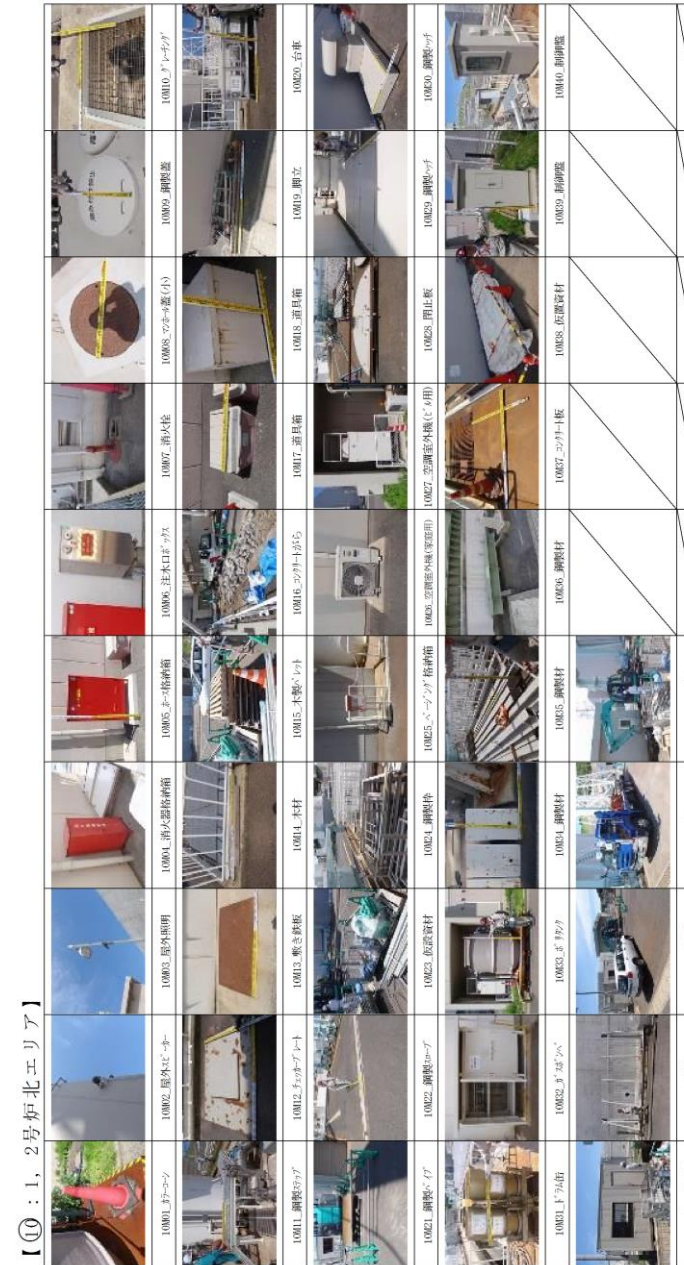 【⑩：1，2号炉北エリア】
10M01_カラーコーン
10M02_屋外スピーカー
10M03_屋外照明
10M04_消火器格納箱
10M05_ホース格納箱
10M06_注水口ボックス
10M07_消火栓
10M08_マンホール蓋(小)
10M09_鋼製蓋
10M10_グレーチング
10M11_鋼製ステップ
10M12_チェッカープレート
10M13_敷き鉄板
10M14_木材
10M15_木製パレット
10M16_コンクリートがら
10M17_道具箱
10M18_道具箱
10M19_脚立
10M20_台車
10M21_鋼製パイプ
10M22_鋼製スロープ
10M23_仮設資材
10M24_鋼製枠
10M25_ページング格納箱
10M26_空調室外機(家庭用)
10M27_空調室外機(ビル用)
10M28_閉止板
10M29_鋼製ハッチ
10M30_鋼製ハッチ
10M31_ドラム缶
10M32_ガスボンベ
10M33_ポリタンク
10M34_鋼製材
10M35_鋼製材
10M36_鋼製材
10M37_コンクリート板
10M38_仮置資材
10M39_制御盤
10M40_制御盤